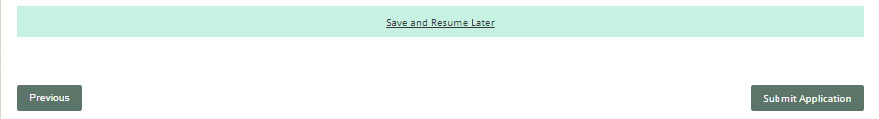 Save and Resume Later
Previous
Submit Application